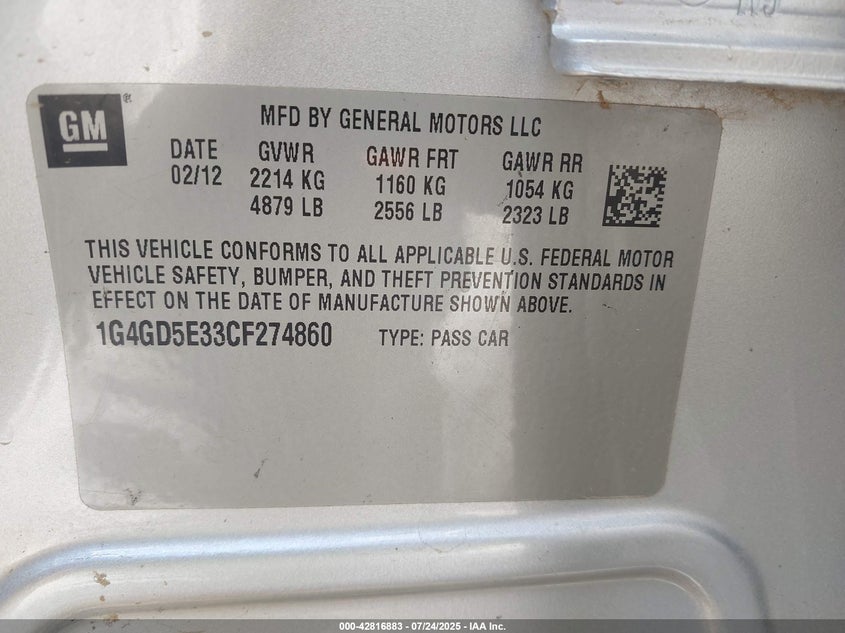 GM®
MFD BY GENERAL MOTORS LLC
DATE GVWR GAWR FRT GAWR RR
02/12 2214 KG 1160 KG 1054 KG
4879 LB 2556 LB 2323 LB
THIS VEHICLE CONFORMS TO ALL APPLICABLE U.S. FEDERAL MOTOR
VEHICLE SAFETY, BUMPER, AND THEFT PREVENTION STANDARDS IN
EFFECT ON THE DATE OF MANUFACTURE SHOWN ABOVE.
1G4GD5E33CF274860 TYPE: PASS CAR
000-42816883 / 07/24/2025 - IAA Inc.